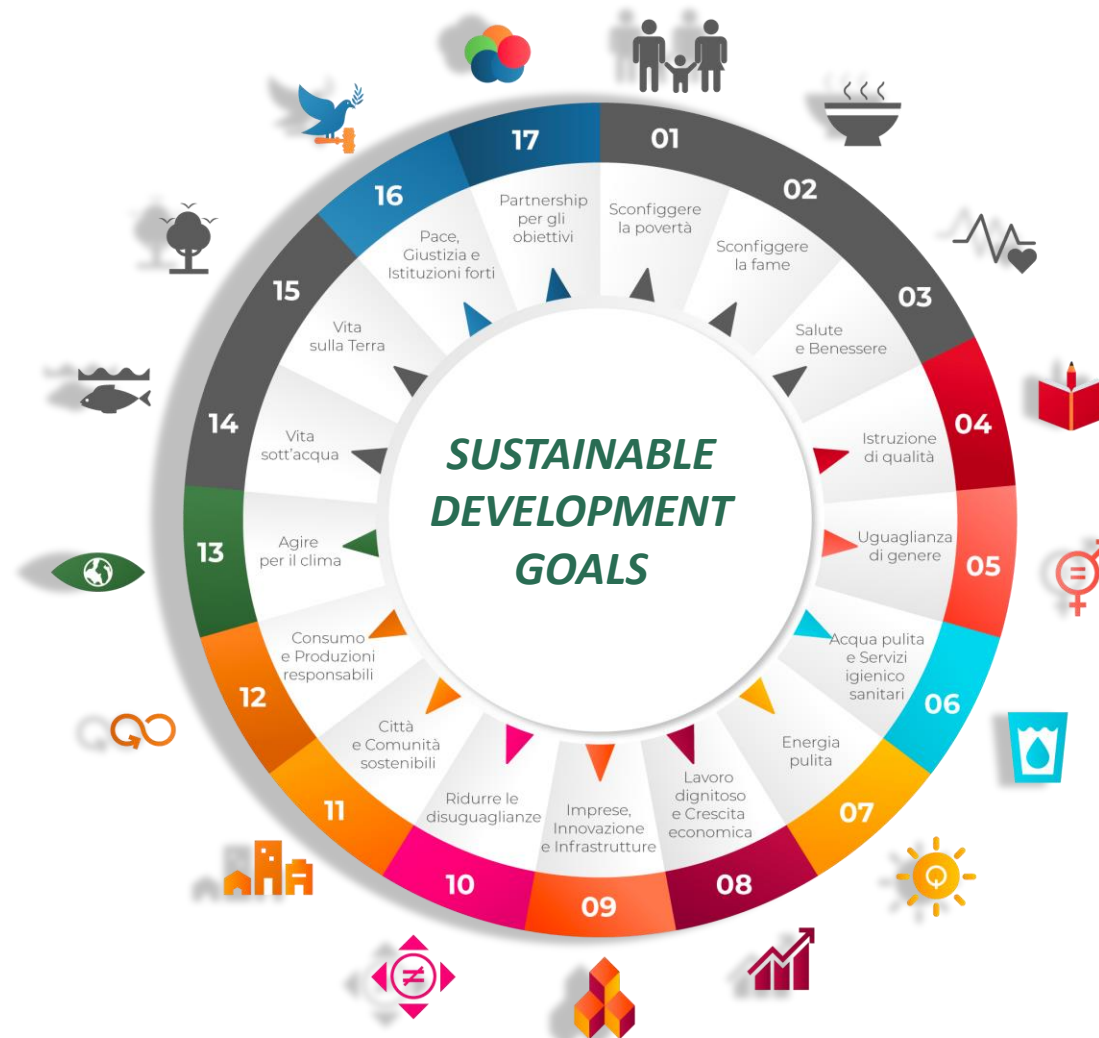 SUSTAINABLE
DEVELOPMENT
GOALS
01
Sconfiggere
la povertà
02
Sconfiggere
la fame
03
Salute
e Benessere
04
Istruzione
di qualità
05
Uguaglianza
di genere
06
Acqua pulita
e Servizi
igienico
sanitari
07
Energia
pulita
08
Lavoro
dignitoso
e Crescita
economica
09
Imprese,
Innovazione
e Infrastrutture
10
Ridurre le
disuguaglianze
11
Città
e Comunità
sostenibili
12
Consumo
e Produzioni
responsabili
13
Agire
per il clima
14
Vita
sott'acqua
15
Vita
sulla Terra
16
Pace,
Giustizia e
Istituzioni forti
17
Partnership
per gli
obiettivi